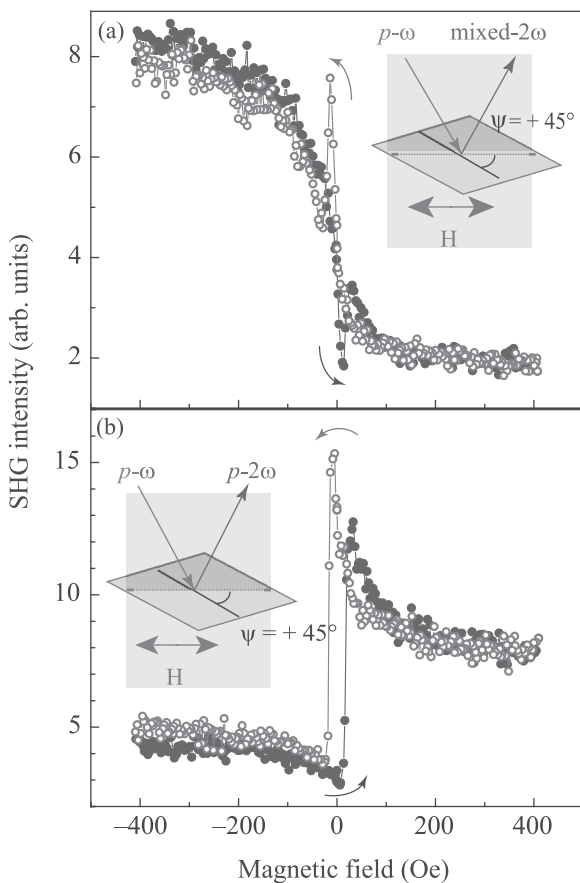 (a)
p-ω mixed-2ω
ψ = + 45°
H
8
6
4
2
SHG intensity (arb. units)
(b)
p-ω p-2ω
ψ = + 45°
H
15
10
5
–400 –200 0 200 400
Magnetic field (Oe)